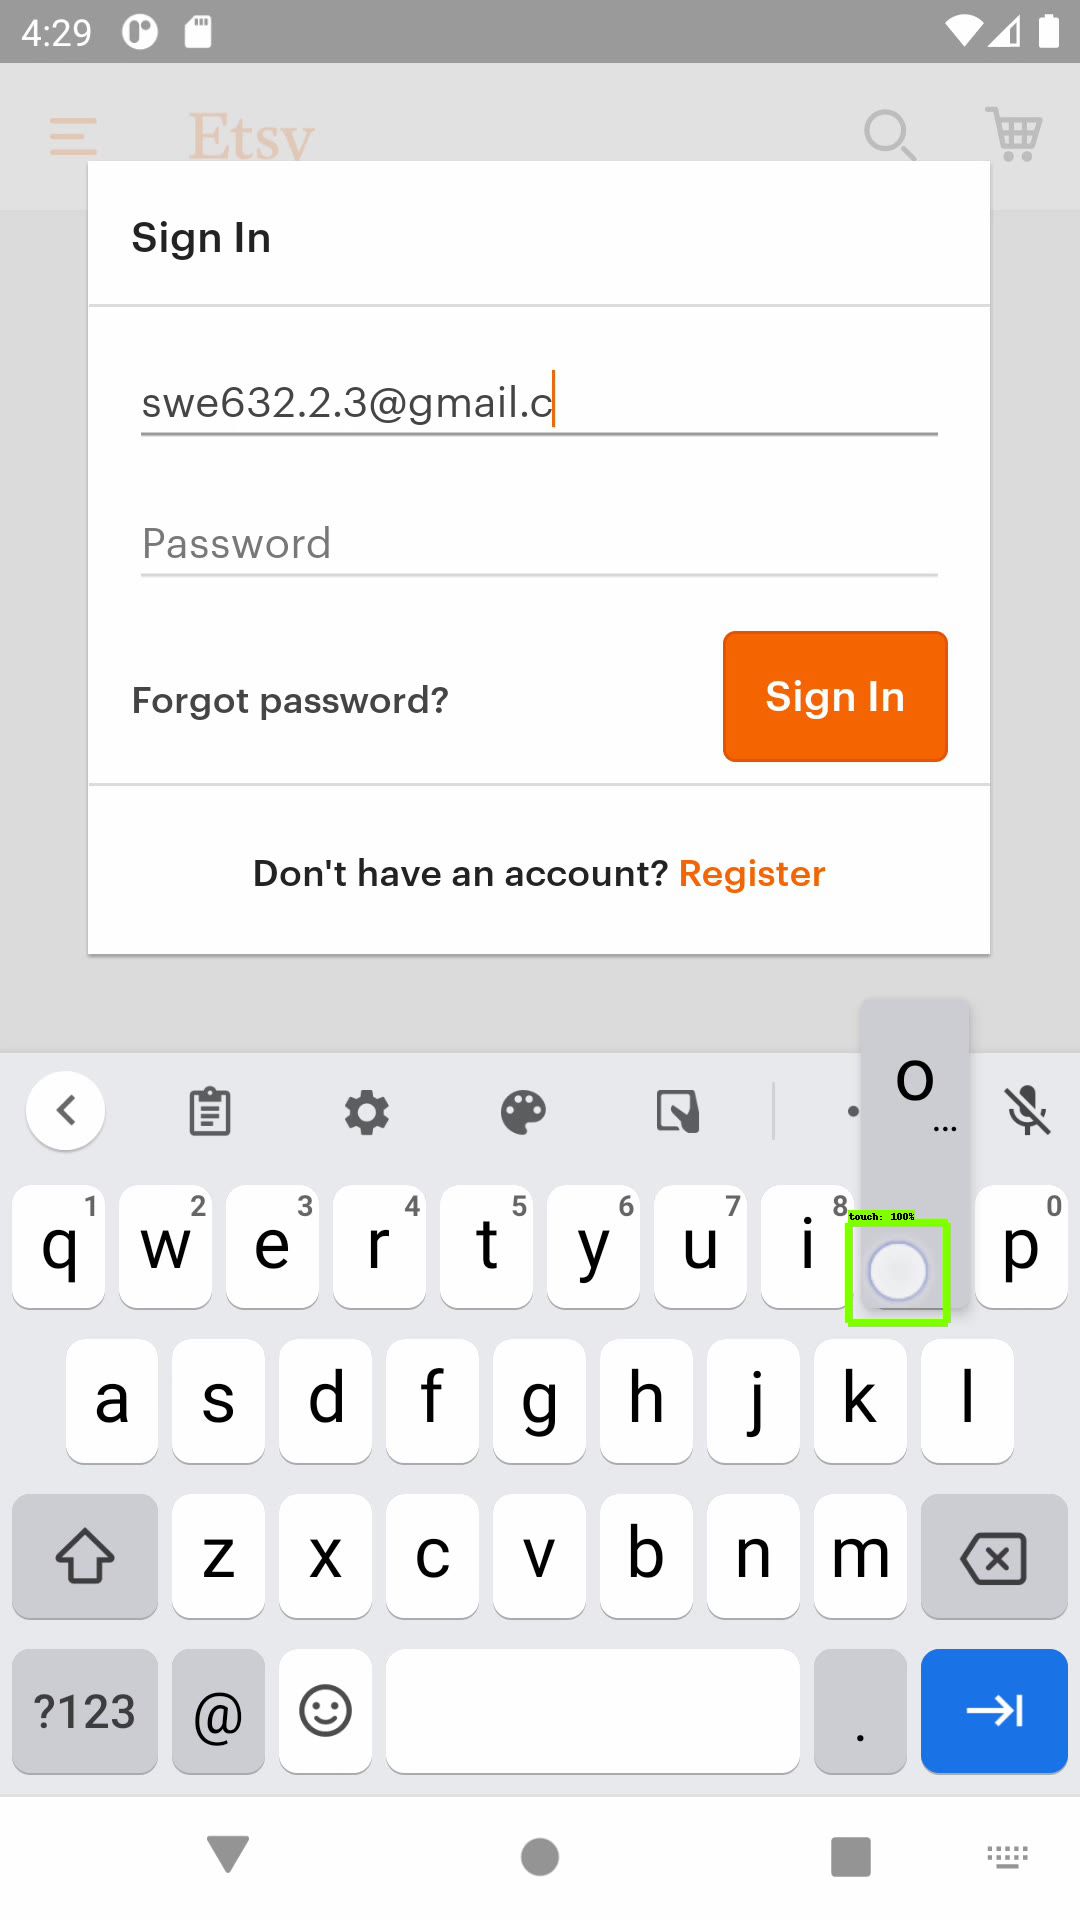 4:29
Etsy
Sign In
swe632.2.3@gmail.c
Password
Forgot password?
Sign In
Don't have an account? Register
o
...
1 2 3 4 5 6 7 8 0
q w e r t y u i p
touch: 100%
a s d f g h j k l
z x c v b n m
?123 @ .